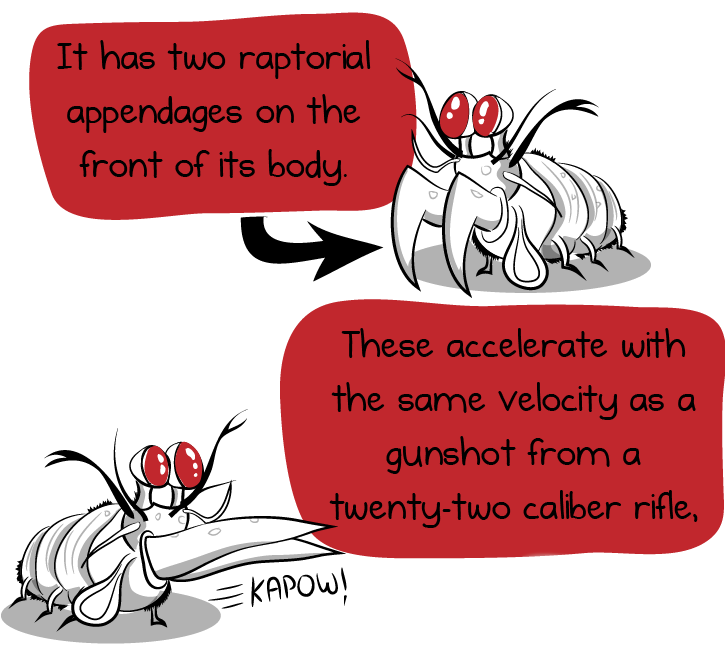 It has two raptorial
appendages on the
front of its body.
These accelerate with
the same velocity as a
gunshot from a
twenty-two caliber rifle,
KAPOW!